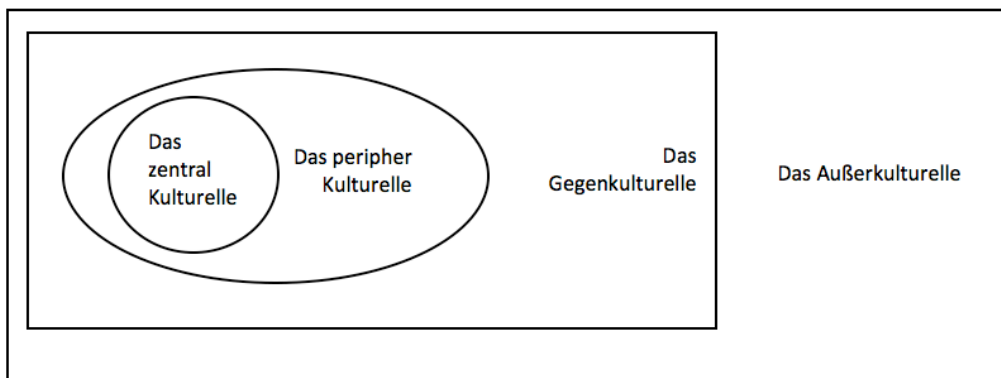 Das
zentral
Kulturelle
Das peripher
Kulturelle
Das
Gegenkulturelle
Das Außerkulturelle